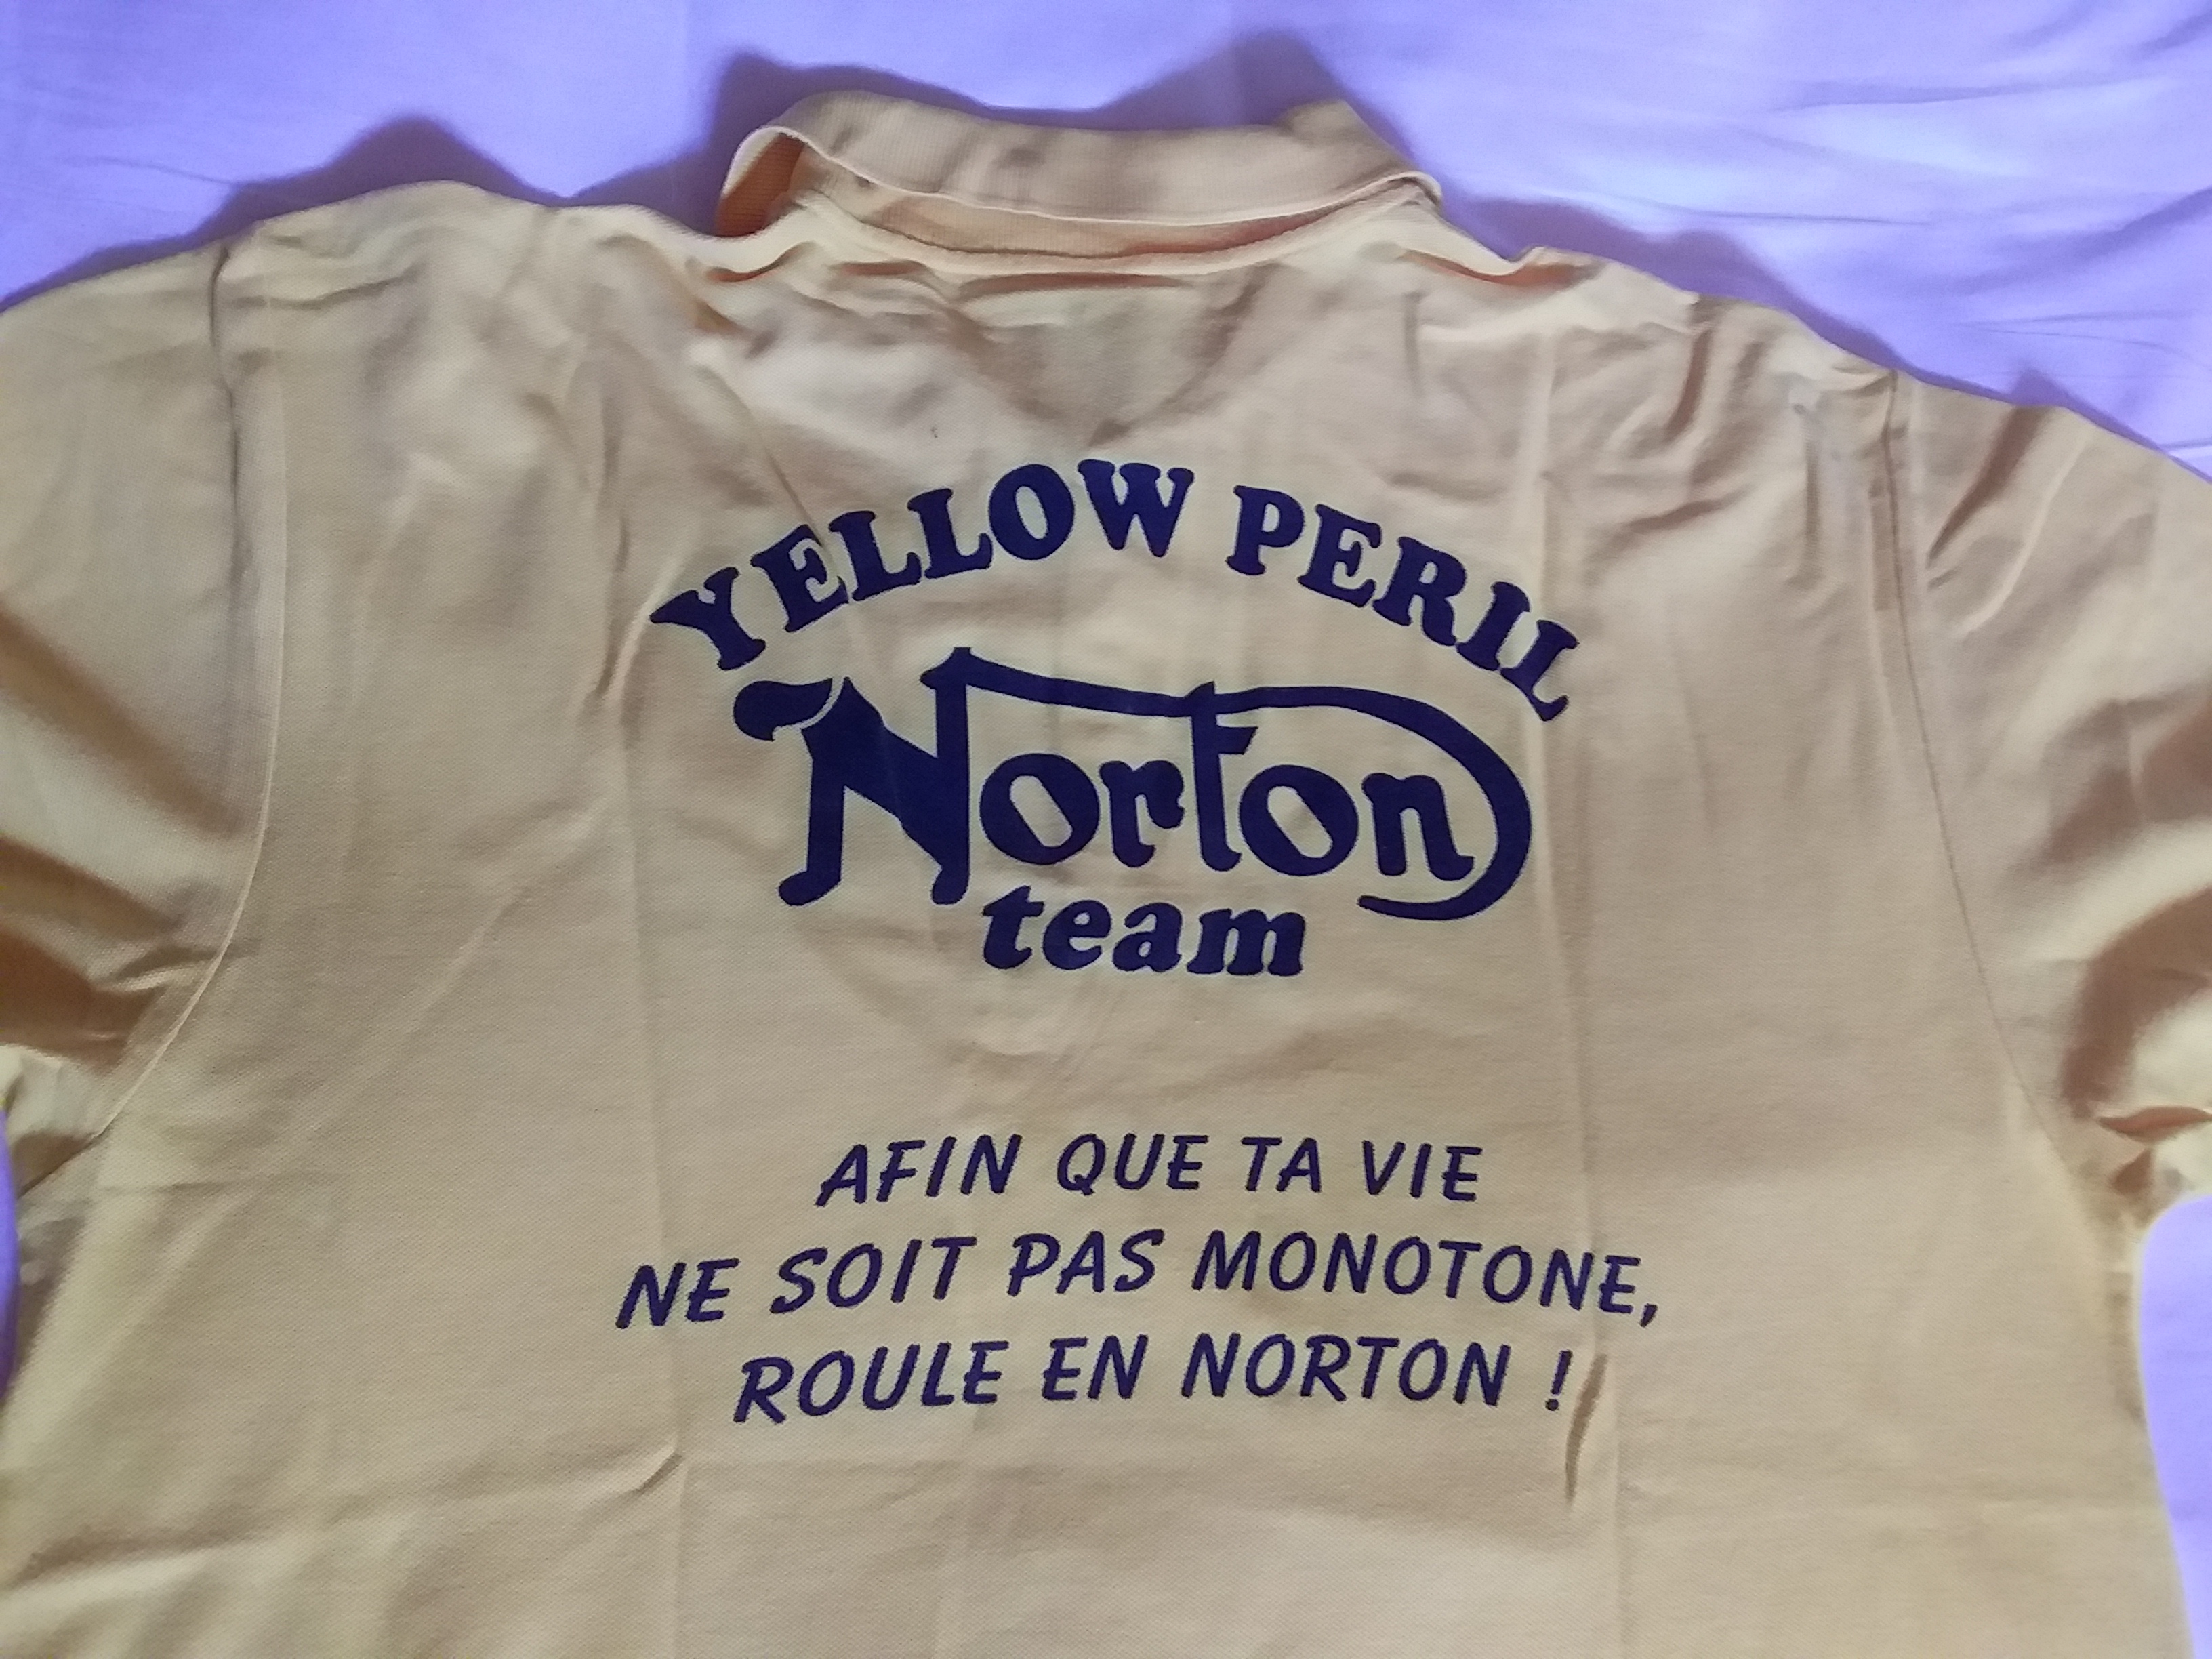 YELLOW PERIL
Norton
team
AFIN QUE TA VIE
NE SOIT PAS MONOTONE,
ROULE EN NORTON !